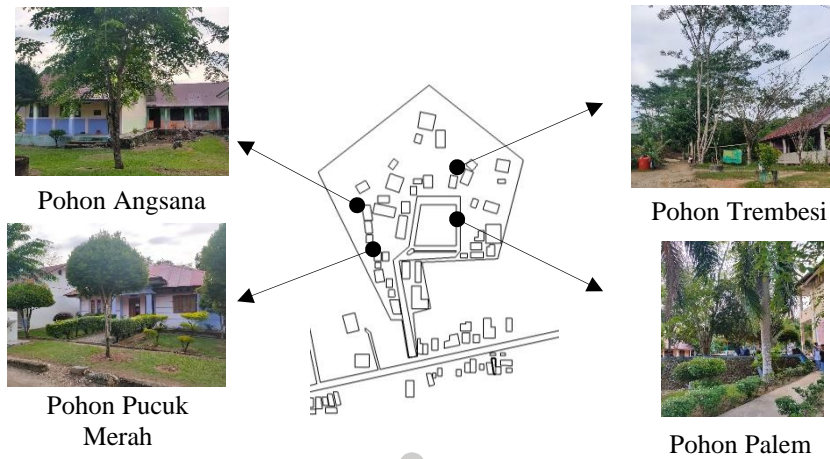 Pohon Angsana
Pohon Trembesi
Pohon Pucuk
Merah
Pohon Palem